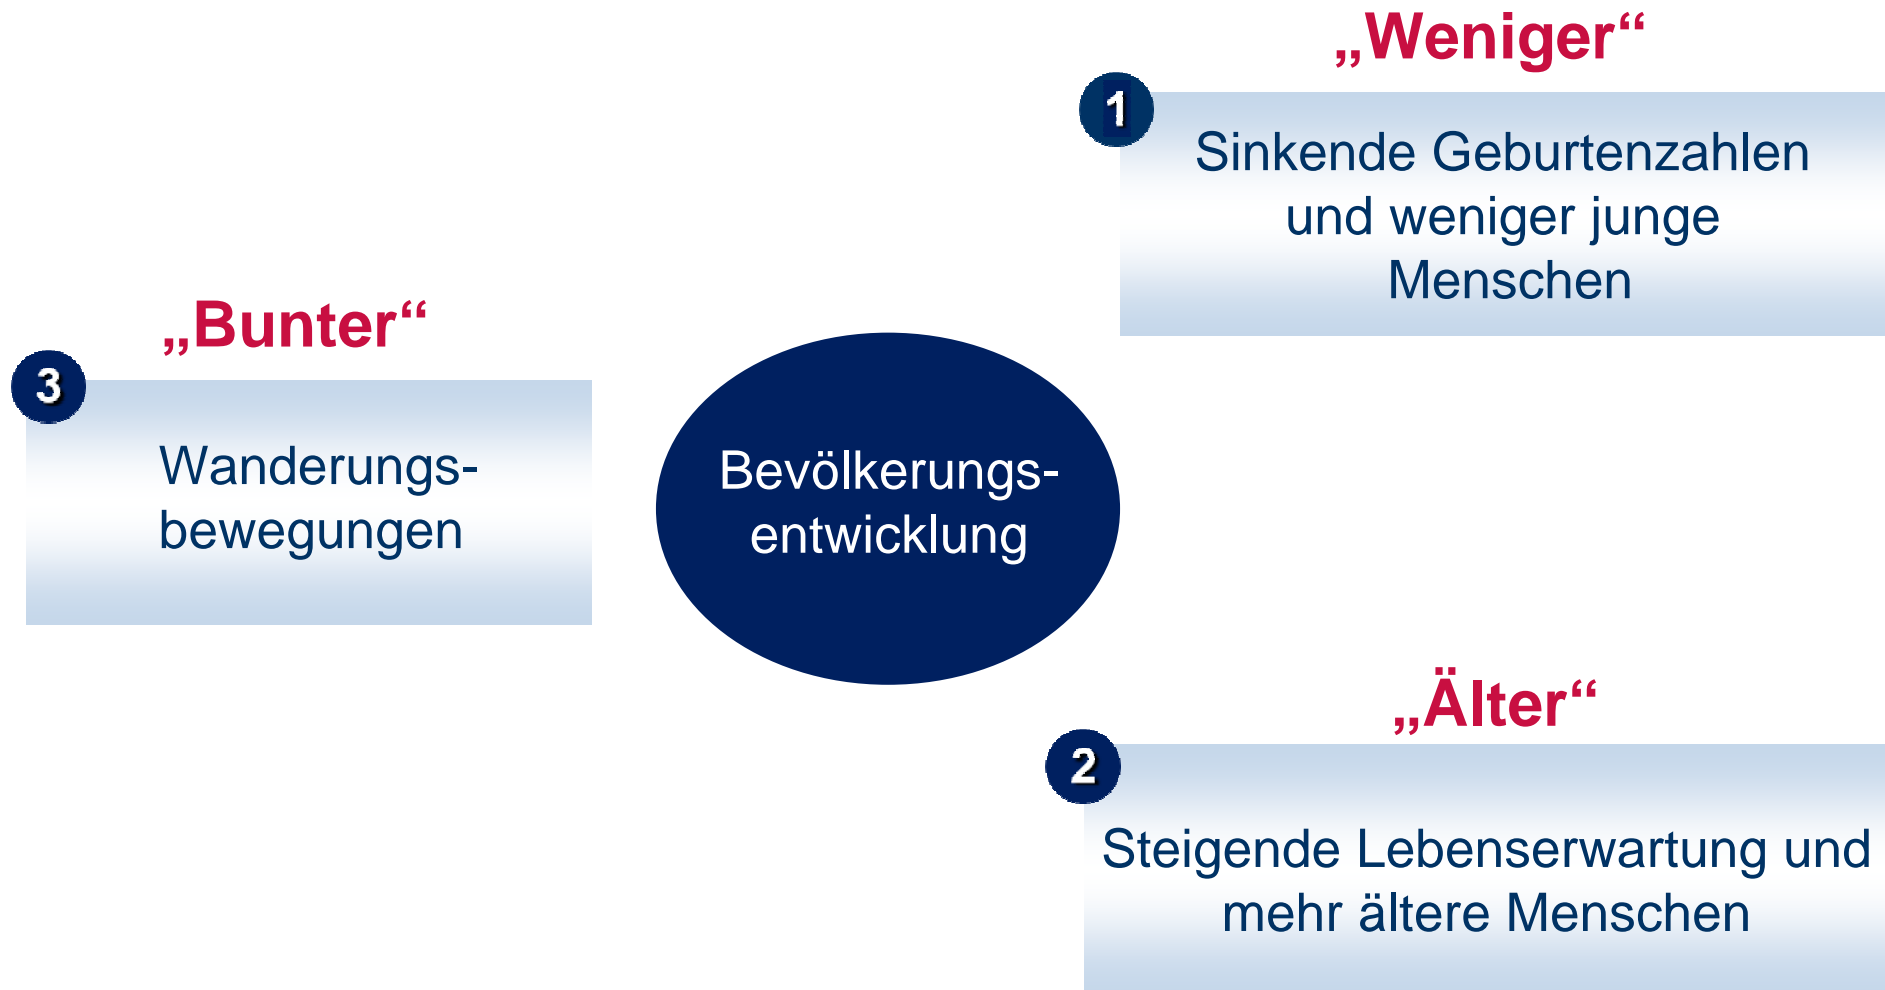 „Weniger“
1
Sinkende Geburtenzahlen
und weniger junge
Menschen
„Bunter“
3
Wanderungs-
bewegungen
Bevölkerungs-
entwicklung
„Älter“
2
Steigende Lebenserwartung und
mehr ältere Menschen